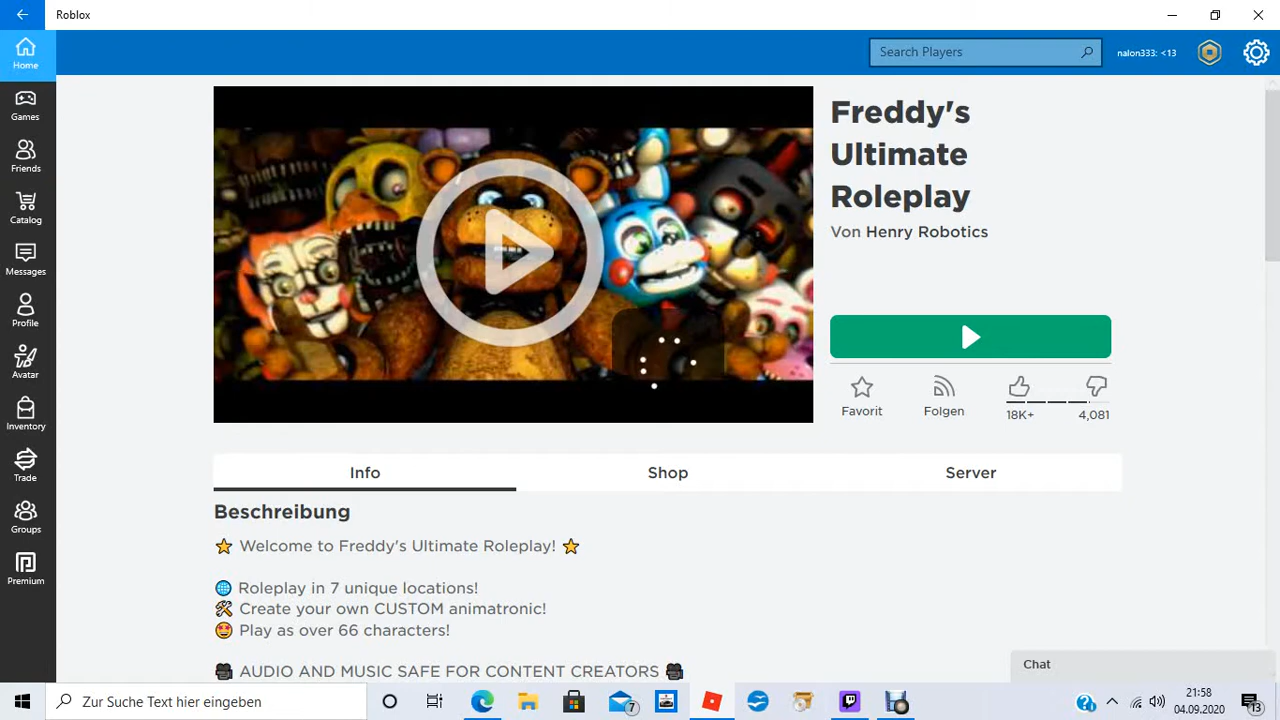 Roblox
Search Players
nalon333: <13
Home
Games
Friends
Catalog
Messages
Profile
Avatar
Inventory
Trade
Groups
Premium
Freddy's
Ultimate
Roleplay
Von Henry Robotics
Favorit
Folgen
18K+
4,081
Info
Shop
Server
Beschreibung
Welcome to Freddy's Ultimate Roleplay!
Roleplay in 7 unique locations!
Create your own CUSTOM animatronic!
Play as over 66 characters!
AUDIO AND MUSIC SAFE FOR CONTENT CREATORS
Chat
Zur Suche Text hier eingeben
7
21:58
04.09.2020
13